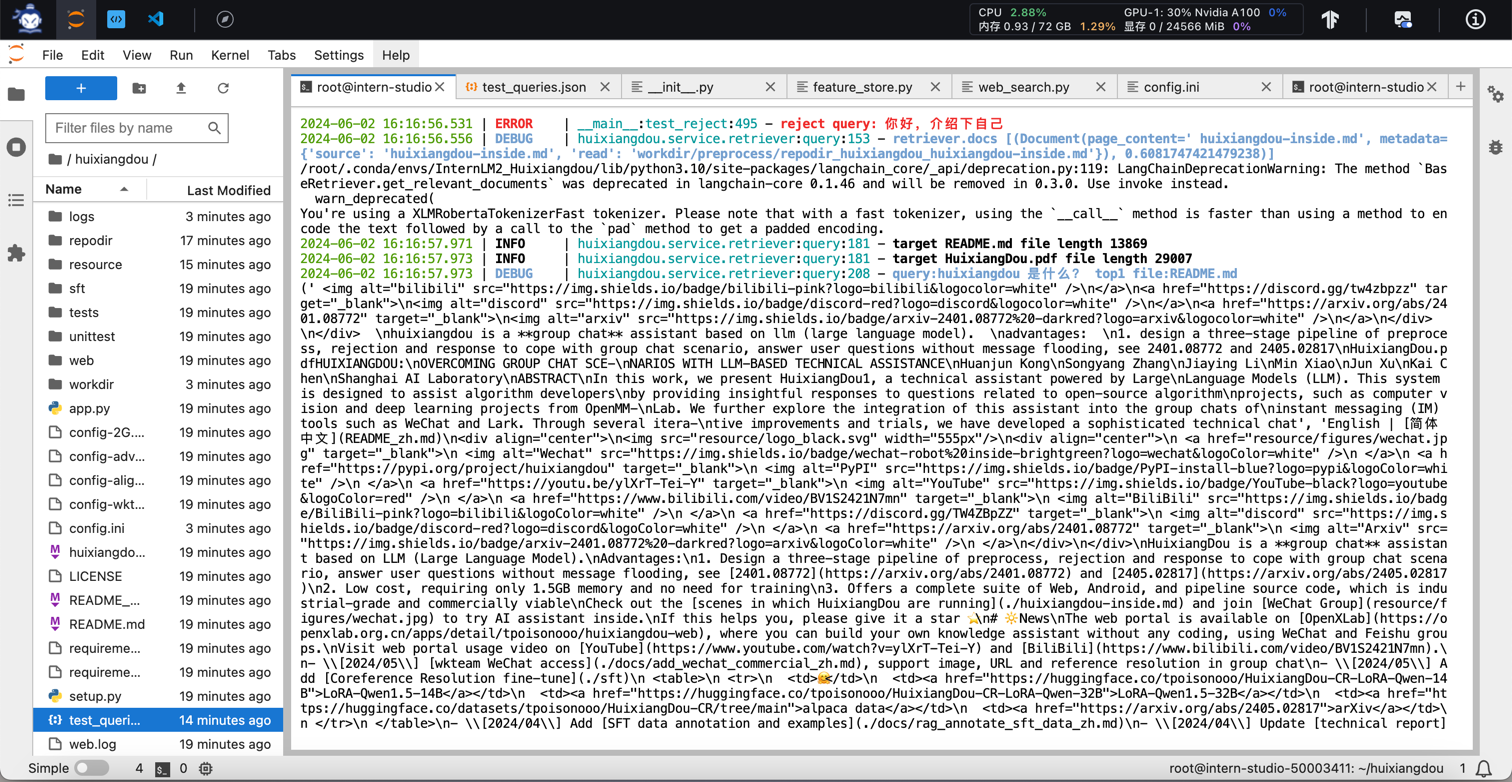 CPU 2.88% GPU-1: 30% Nvidia A100 0%
内存 0.93 / 72 GB 1.29% 显存 0 / 24566 MiB 0%
File Edit View Run Kernel Tabs Settings Help
root@intern-studio test_queries.json __init__.py feature_store.py web_search.py config.ini root@intern-studio
Filter files by name
/ huixiangdou /
Name Last Modified
logs 3 minutes ago
repodir 17 minutes ago
resource 15 minutes ago
sft 19 minutes ago
tests 19 minutes ago
unittest 19 minutes ago
web 19 minutes ago
workdir 3 minutes ago
app.py 19 minutes ago
config-2G.... 19 minutes ago
config-adv... 19 minutes ago
config-alig... 19 minutes ago
config-wkt... 19 minutes ago
config.ini 3 minutes ago
huixiangdo... 19 minutes ago
LICENSE 19 minutes ago
README_... 19 minutes ago
README.md 19 minutes ago
requireme... 19 minutes ago
requireme... 19 minutes ago
setup.py 19 minutes ago
test_queri... 14 minutes ago
web.log 19 minutes ago
2024-06-02 16:16:56.531 | ERROR | __main__:test_reject:495 - reject query: 你好，介绍下自己
2024-06-02 16:16:56.556 | DEBUG | huixiangdou.service.retriever:query:153 - retriever.docs [(Document(page_content=' huixiangdou-inside.md', metadata=
{'source': 'huixiangdou-inside.md', 'read': 'workdir/preprocess/repodir_huixiangdou_huixiangdou-inside.md'}), 0.6081747421479238)]
/root/.conda/envs/InternLM2_Huixiangdou/lib/python3.10/site-packages/langchain_core/_api/deprecation.py:119: LangChainDeprecationWarning: The method `Bas
eRetriever.get_relevant_documents` was deprecated in langchain-core 0.1.46 and will be removed in 0.3.0. Use invoke instead.
warn_deprecated(
You're using a XLMRobertaTokenizerFast tokenizer. Please note that with a fast tokenizer, using the `__call__` method is faster than using a method to en
code the text followed by a call to the `pad` method to get a padded encoding.
2024-06-02 16:16:57.971 | INFO | huixiangdou.service.retriever:query:181 - target README.md file length 13869
2024-06-02 16:16:57.973 | INFO | huixiangdou.service.retriever:query:181 - target HuixiangDou.pdf file length 29007
2024-06-02 16:16:57.973 | DEBUG | huixiangdou.service.retriever:query:208 - query:huixiangdou 是什么? top1 file:README.md
(' <img alt="bilibili" src="https://img.shields.io/badge/bilibili-pink?logo=bilibili&logocolor=white" />\n</a>\n<a href="https://discord.gg/tw4zbpzz" tar
get="_blank">\n<img alt="discord" src="https://img.shields.io/badge/discord-red?logo=discord&logocolor=white" />\n</a>\n<a href="https://arxiv.org/abs/24
01.08772" target="_blank">\n<img alt="arxiv" src="https://img.shields.io/badge/arxiv-2401.08772%20-darkred?logo=arxiv&logocolor=white" />\n</a>\n</div>
\n</div>  \nhuixiangdou is a **group chat** assistant based on llm (large language model).  \nadvantages:  \n1. design a three-stage pipeline of preproce
ss, rejection and response to cope with group chat scenario, answer user questions without message flooding, see 2401.08772 and 2405.02817\nHuixiangDou.p
dfHUIXIANGDOU:\nOVERCOMING GROUP CHAT SCE-\nNARIOS WITH LLM-BASED TECHNICAL ASSISTANCE\nHuanjun Kong\nSongyang Zhang\nJiaying Li\nMin Xiao\nJun Xu\nKai C
hen\nShanghai AI Laboratory\nABSTRACT\nIn this work, we present HuixiangDou1, a technical assistant powered by Large\nLanguage Models (LLM). This system
is designed to assist algorithm developers\nby providing insightful responses to questions related to open-source algorithm\nprojects, such as computer v
ision and deep learning projects from OpenMM-\nLab. We further explore the integration of this assistant into the group chats of\ninstant messaging (IM)
tools such as WeChat and Lark. Through several itera-\ntive improvements and trials, we have developed a sophisticated technical chat', 'English | [简体
中文](README_zh.md)\n<div align="center">\n<img src="resource/logo_black.svg" width="555px"/>\n<div align="center">\n <a href="resource/figures/wechat.jp
g" target="_blank">\n <img alt="Wechat" src="https://img.shields.io/badge/wechat-robot%20inside-brightgreen?logo=wechat&logoColor=white" />\n </a>\n <a h
ref="https://pypi.org/project/huixiangdou" target="_blank">\n <img alt="PyPI" src="https://img.shields.io/badge/PyPI-install-blue?logo=pypi&logoColor=whi
te" />\n </a>\n <a href="https://youtu.be/ylXrT-Tei-Y" target="_blank">\n <img alt="YouTube" src="https://img.shields.io/badge/YouTube-black?logo=youtube
&logoColor=red" />\n </a>\n <a href="https://www.bilibili.com/video/BV1S2421N7mn" target="_blank">\n <img alt="BiliBili" src="https://img.shields.io/badg
e/BiliBili-pink?logo=bilibili&logoColor=white" />\n </a>\n <a href="https://discord.gg/TW4ZBpZZ" target="_blank">\n <img alt="discord" src="https://img.s
hields.io/badge/discord-red?logo=discord&logoColor=white" />\n </a>\n <a href="https://arxiv.org/abs/2401.08772" target="_blank">\n <img alt="Arxiv" src=
"https://img.shields.io/badge/arxiv-2401.08772%20-darkred?logo=arxiv&logoColor=white" />\n </a>\n</div>\n</div>\nHuixiangDou is a **group chat** assistan
t based on LLM (Large Language Model).\nAdvantages:\n1. Design a three-stage pipeline of preprocess, rejection and response to cope with group chat scena
rio, answer user questions without message flooding, see [2401.08772](https://arxiv.org/abs/2401.08772) and [2405.02817](https://arxiv.org/abs/2405.02817
)\n2. Low cost, requiring only 1.5GB memory and no need for training\n3. Offers a complete suite of Web, Android, and pipeline source code, which is indu
strial-grade and commercially viable\nCheck out the [scenes in which HuixiangDou are running](./huixiangdou-inside.md) and join [WeChat Group](resource/f
igures/wechat.jpg) to try AI assistant inside.\nIf this helps you, please give it a star ⭐\n# 🔆News\nThe web portal is available on [OpenXLab](https://o
penxlab.org.cn/apps/detail/tpoisonooo/huixiangdou-web), where you can build your own knowledge assistant without any coding, using WeChat and Feishu grou
ps.\nVisit web portal usage video on [YouTube](https://www.youtube.com/watch?v=ylXrT-Tei-Y) and [BiliBili](https://www.bilibili.com/video/BV1S2421N7mn).\
n- \\[2024/05\\] [wkteam WeChat access](./docs/add_wechat_commercial_zh.md), support image, URL and reference resolution in group chat\n- \\[2024/05\\] A
dd [Coreference Resolution fine-tune](./sft)\n <table>\n <tr>\n  <td>🤗</td>\n  <td><a href="https://huggingface.co/tpoisonooo/HuixiangDou-CR-LoRA-Qwen-14
B">LoRA-Qwen1.5-14B</a></td>\n  <td><a href="https://huggingface.co/tpoisonooo/HuixiangDou-CR-LoRA-Qwen-32B">LoRA-Qwen1.5-32B</a></td>\n  <td><a href="ht
tps://huggingface.co/datasets/tpoisonooo/HuixiangDou-CR/tree/main">alpaca data</a></td>\n  <td><a href="https://arxiv.org/abs/2405.02817">arXiv</a></td>\
n </tr>\n </table>\n- \\[2024/04\\] Add [SFT data annotation and examples](./docs/rag_annotate_sft_data_zh.md)\n- \\[2024/04\\] Update [technical report]
Simple 4 0 root@intern-studio-50003411: ~/huixiangdou 1